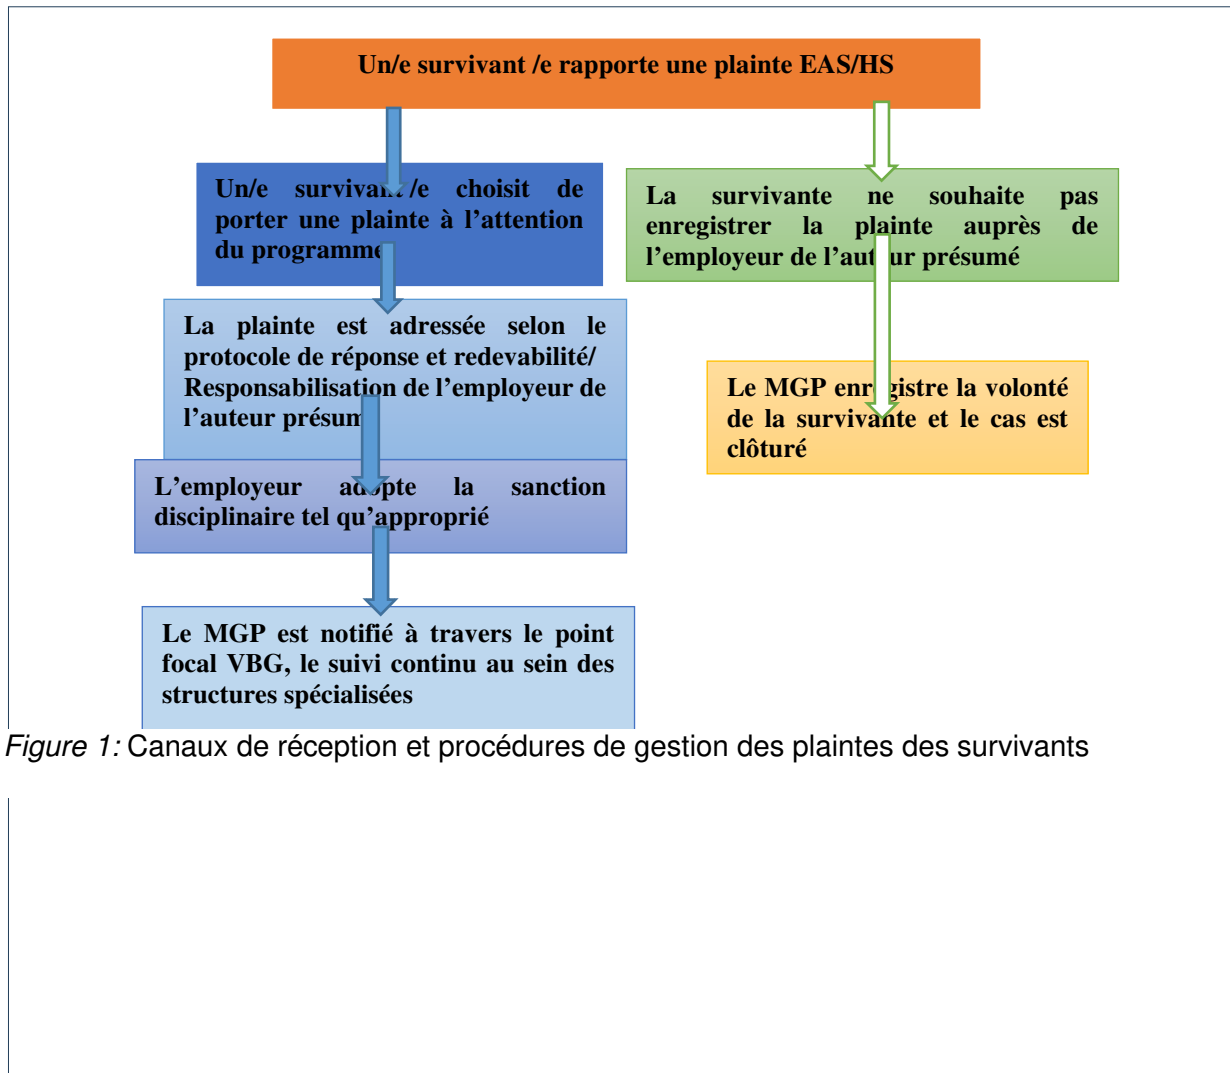 Un/e survivant /e rapporte une plainte EAS/HS
Un/e survivant /e choisit de
porter une plainte à l'attention
du programme
La survivante ne souhaite pas
enregistrer la plainte auprès de
l'employeur de l'auteur présumé
La plainte est adressée selon le
protocole de réponse et redevabilité/
Responsabilisation de l'employeur de
l'auteur présum
Le MGP enregistre la volonté
de la survivante et le cas est
clôturé
L'employeur adopte la sanction
disciplinaire tel qu'approprié
Le MGP est notifié à travers le point
focal VBG, le suivi continu au sein des
structures spécialisées
Figure 1: Canaux de réception et procédures de gestion des plaintes des survivants